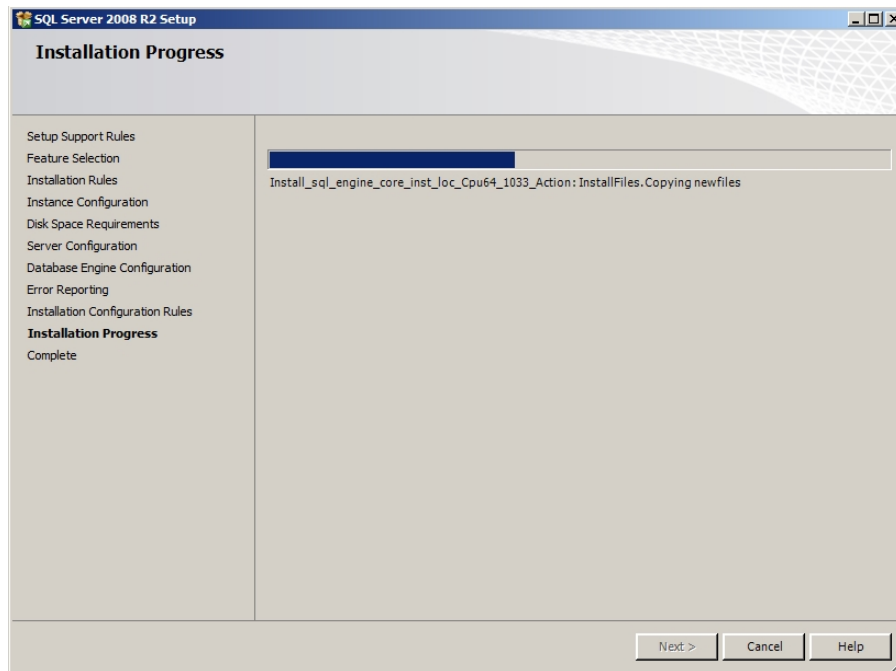 SQL Server 2008 R2 Setup
Installation Progress
Setup Support Rules
Feature Selection
Installation Rules
Instance Configuration
Disk Space Requirements
Server Configuration
Database Engine Configuration
Error Reporting
Installation Configuration Rules
Installation Progress
Complete
Install_sql_engine_core_inst_loc_Cpu64_1033_Action: InstallFiles.Copying newfiles
Next >
Cancel
Help